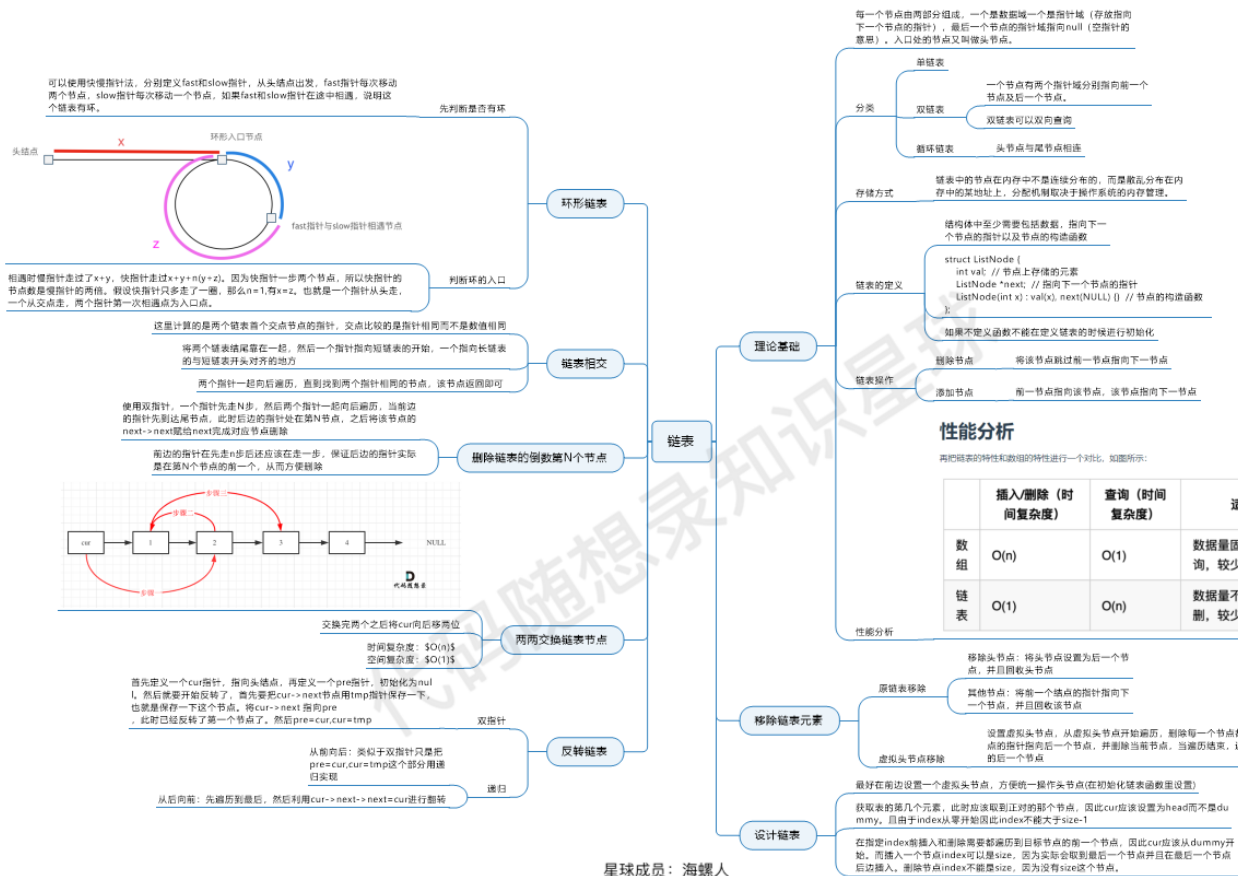 链表
环形链表
先判断是否有环
可以使用快慢指针法，分别定义fast和slow指针，从头结点出发，fast指针每次移动
两个节点，slow指针每次移动一个节点，如果fast和slow指针在途中相遇，说明这
个链表有环。
头结点
x
环形入口节点
y
z
fast指针与slow指针相遇节点
判断环的入口
相遇时慢指针走过了x+y，快指针走过x+y+n(y+z)。因为快指针一步两个节点，所以快指针的
节点数是慢指针的两倍。假设快指针只多走了一圈，那么n=1,有x=z。也就是一个指针从头走，
一个从交点走，两个指针第一次相遇点为入口点。
链表相交
这里计算的是两个链表首个交点节点的指针，交点比较的是指针相同而不是数值相同
将两个链表结尾靠在一起，然后一个指针指向短链表的开始，一个指向长链表
的与短链表开头对齐的地方
两个指针一起向后遍历，直到找到两个指针相同的节点，该节点返回即可
删除链表的倒数第N个节点
使用双指针，一个指针先走N步，然后两个指针一起向后遍历，当前边
的指针先到达尾节点，此时后边的指针处在第N节点，之后将该节点的
next->next赋给next完成对应节点删除
前边的指针在先走n步后还应该在走一步，保证后边的指针实际
是在第N个节点的前一个，从而方便删除
两两交换链表节点
步骤三
步骤二
cur
1
2
3
4
NULL
步骤一
代码随想录
交换完两个之后将cur向后移两位
时间复杂度：$O(n)$
空间复杂度：$O(1)$
反转链表
双指针
首先定义一个cur指针，指向头结点，再定义一个pre指针，初始化为nul
l。然后就要开始反转了，首先要把cur->next节点用tmp指针保存一下，
也就是保存一下这个节点。将cur->next 指向pre
，此时已经反转了第一个节点了。然后pre=cur,cur=tmp
递归
从前向后：类似于双指针只是把
pre=cur,cur=tmp这个部分用递
归实现
从后向前：先遍历到最后，然后利用cur->next->next=cur进行翻转
理论基础
每一个节点由两部分组成，一个是数据域一个是指针域（存放指向
下一个节点的指针），最后一个节点的指针域指向null（空指针的
意思）。入口处的节点又叫做头节点。
分类
单链表
双链表
一个节点有两个指针域分别指向前一个
节点及后一个节点。
双链表可以双向查询
循环链表
头节点与尾节点相连
存储方式
链表中的节点在内存中不是连续分布的，而是散乱分布在内
存中的某地址上，分配机制取决于操作系统的内存管理。
链表的定义
结构体中至少需要包括数据，指向下一
个节点的指针以及节点的构造函数
struct ListNode {
int val; // 节点上存储的元素
ListNode *next; // 指向下一个节点的指针
ListNode(int x) : val(x), next(NULL) {} // 节点的构造函数
};
如果不定义函数不能在定义链表的时候进行初始化
链表操作
删除节点
将该节点跳过前一节点指向下一节点
添加节点
前一节点指向该节点，该节点指向下一节点
性能分析
性能分析
再把链表的特性和数组的特性进行一个对比，如图所示：
插入/删除（时
间复杂度）
查询（时间
复杂度）
适
数
组
O(n)
O(1)
数据量固
询，较少
链
表
O(1)
O(n)
数据量不
删，较少
移除链表元素
原链表移除
移除头节点：将头节点设置为后一个节
点，并且回收头节点
其他节点：将前一个结点的指针指向下
一个节点，并且回收该节点
虚拟头节点移除
设置虚拟头节点，从虚拟头节点开始遍历，删除每一个节点都
点的指针指向后一个节点，并删除当前节点，当遍历结束，返
的后一个节点
设计链表
最好在前边设置一个虚拟头节点，方便统一操作头节点(在初始化链表函数里设置)
获取表的第几个元素，此时应该取到正对的那个节点，因此cur应该设置为head而不是du
mmy。且由于index从零开始因此index不能大于size-1
在指定index前插入和删除需要都遍历到目标节点的前一个节点，因此cur应该从dummy开
始。而插入一个节点index可以是size，因为实际会取到最后一个节点并且在最后一个节点
后边插入。删除节点index不能是size，因为没有size这个节点。
代码随想录知识星球
星球成员：海螺人